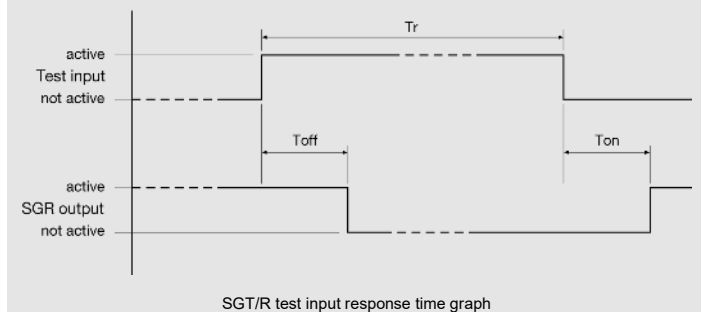 Tr
active
Test input
not active
Toff
Ton
active
SGR output
not active
SGT/R test input response time graph